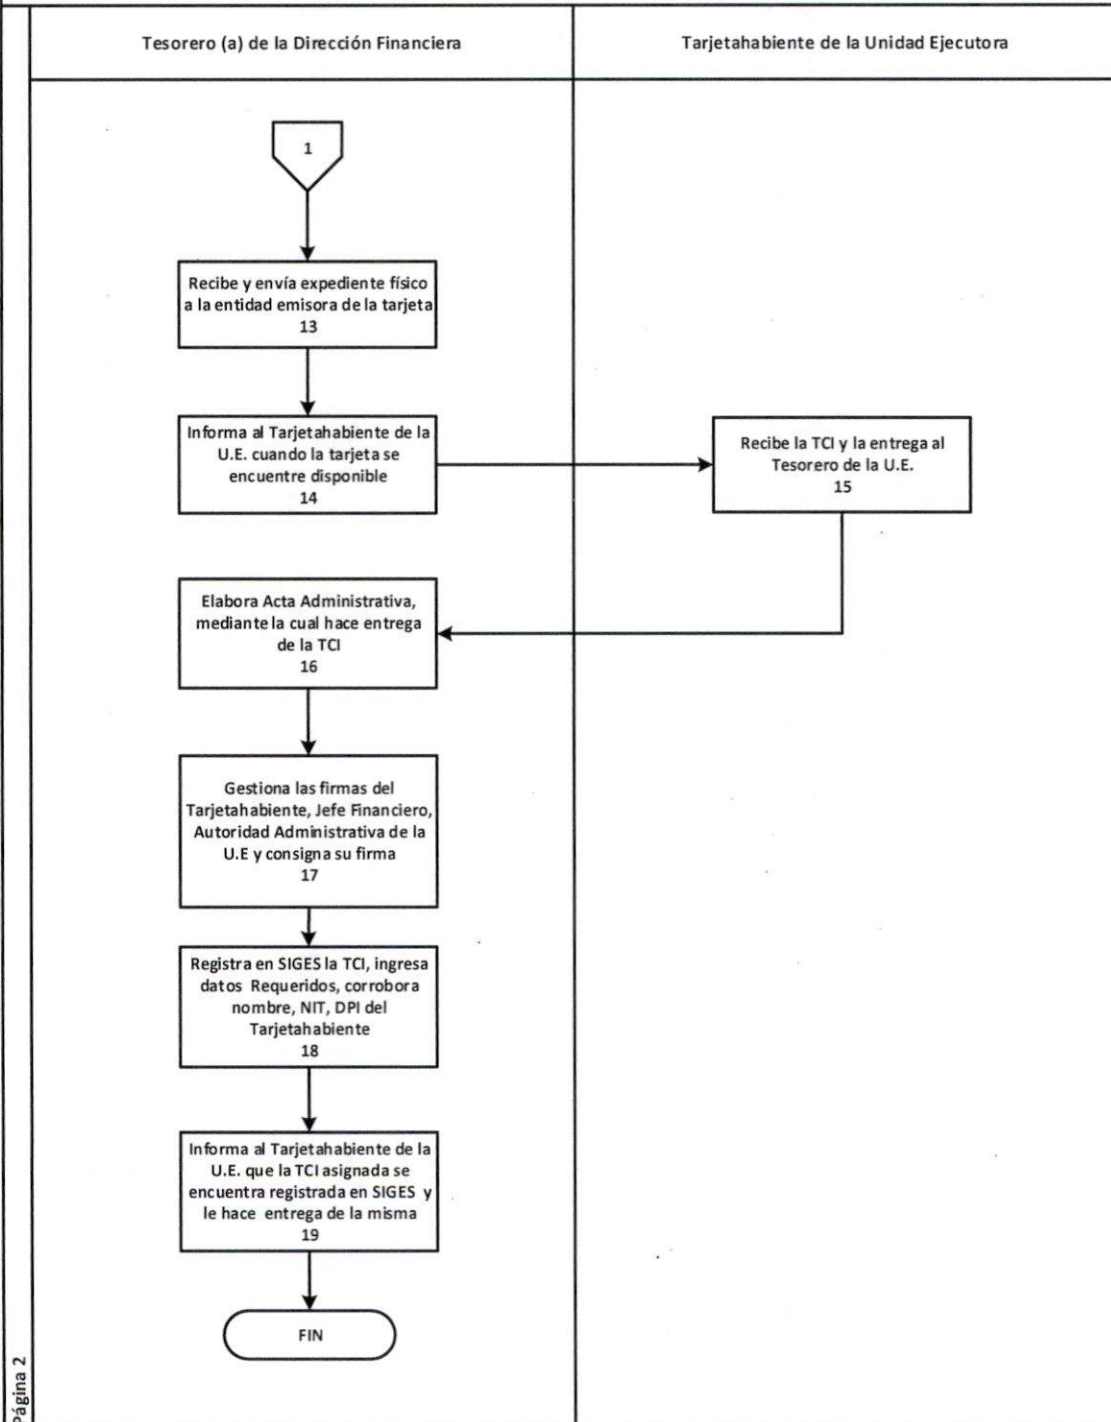 Tesorero (a) de la Dirección Financiera
Tarjetahabiente de la Unidad Ejecutora
1
Recibe y envía expediente físico
a la entidad emisora de la tarjeta
13
Informa al Tarjetahabiente de la
U.E. cuando la tarjeta se
encuentre disponible
14
Recibe la TCI y la entrega al
Tesorero de la U.E.
15
Elabora Acta Administrativa,
mediante la cual hace entrega
de la TCI
16
Gestiona las firmas del
Tarjetahabiente, Jefe Financiero,
Autoridad Administrativa de la
U.E y consigna su firma
17
Registra en SIGES la TCI, ingresa
datos Requeridos, corrobora
nombre, NIT, DPI del
Tarjetahabiente
18
Informa al Tarjetahabiente de la
U.E. que la TCI asignada se
encuentra registrada en SIGES y
le hace entrega de la misma
19
FIN
Página 2